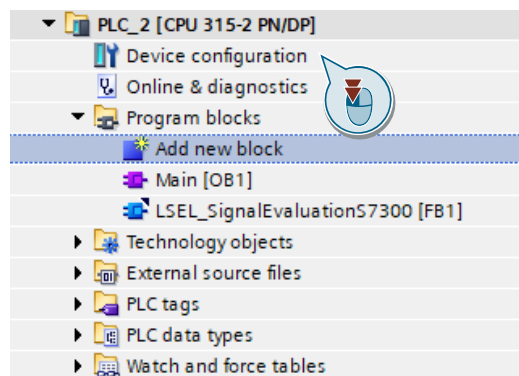 PLC_2 [CPU 315-2 PN/DP]
Device configuration
Online & diagnostics
Program blocks
Add new block
Main [OB1]
LSEL_SignalEvaluationS7300 [FB1]
Technology objects
External source files
PLC tags
PLC data types
Watch and force tables